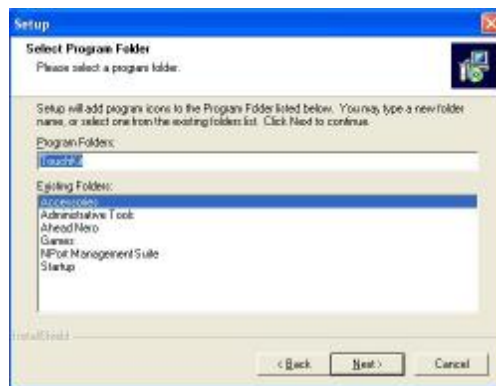 Setup
Select Program Folder
Please select a program folder.
Setup will add program icons to the Program Folder listed below. You may type a new folder
name, or select one from the existing folders list. Click Next to continue.
Program Folders:
TouchKit
Existing Folders:
Accessories
Administrative Tools
Ahead Nero
Games
NPort Management Suite
Startup
InstallShield
< Back
Next >
Cancel